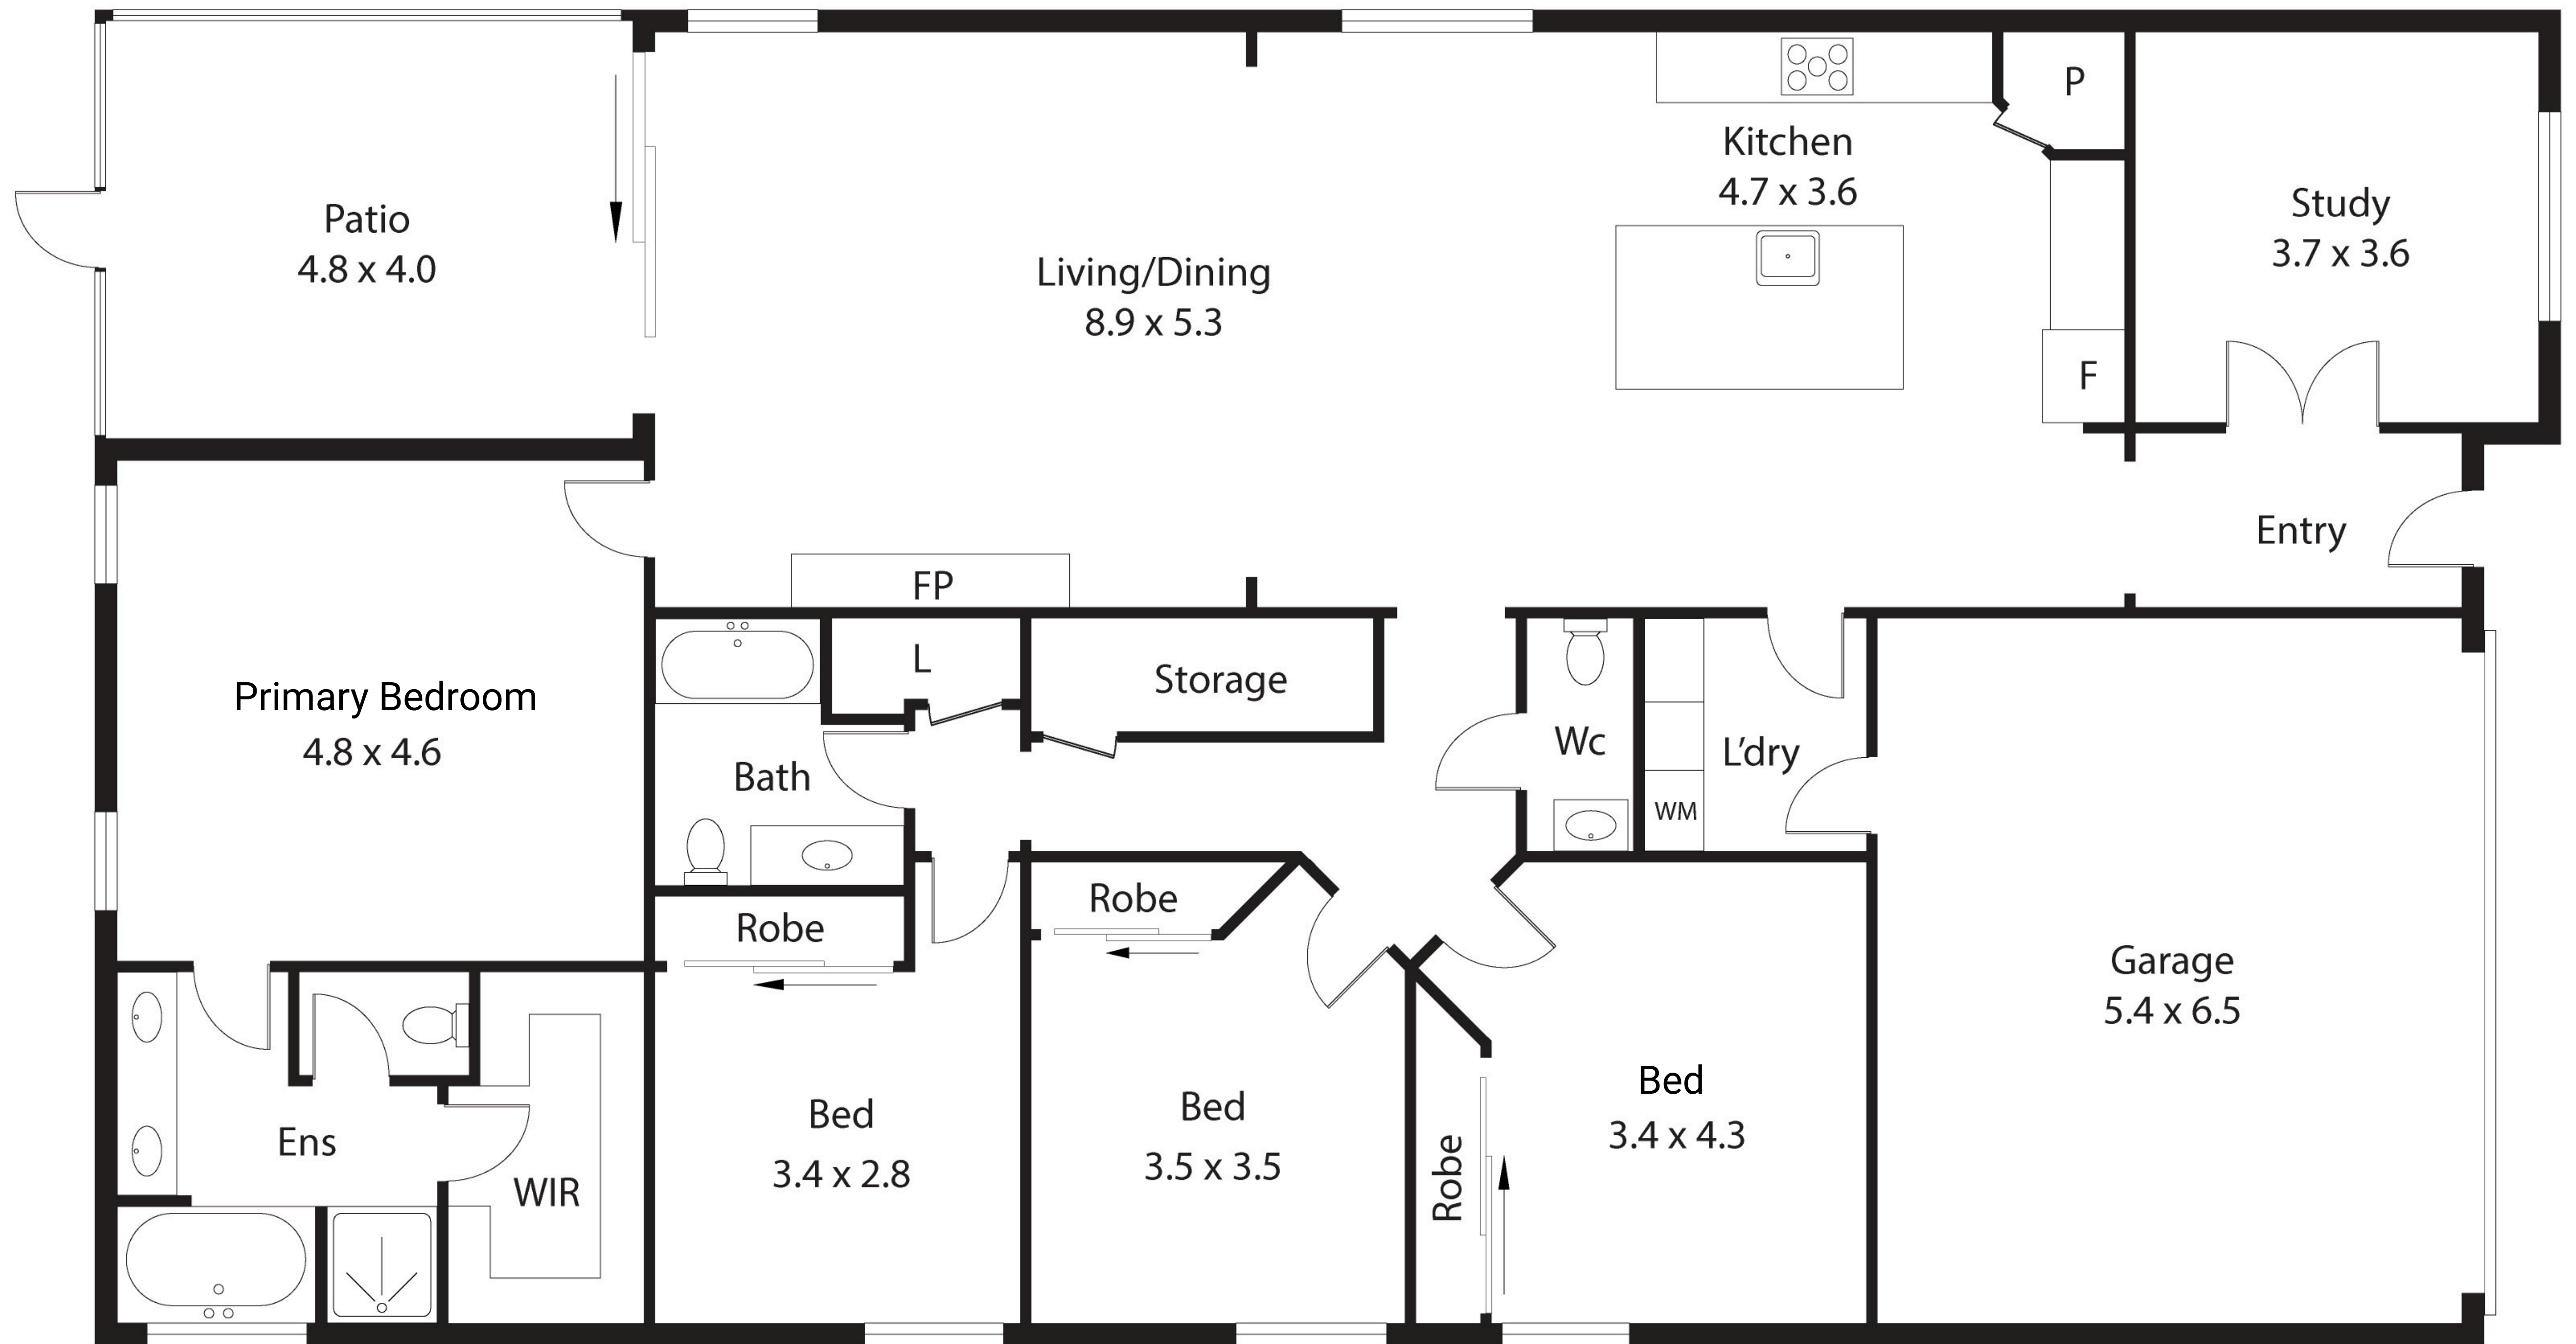 P
Kitchen
4.7 x 3.6
Patio
4.8 x 4.0
Living/Dining
8.9 x 5.3
Study
3.7 x 3.6
F
Entry
FP
L
Storage
Primary Bedroom
4.8 x 4.6
Bath
Wc
L'dry
WM
Robe
Robe
Garage
5.4 x 6.5
Ens
WIR
Bed
3.4 x 2.8
Bed
3.5 x 3.5
Robe
Bed
3.4 x 4.3